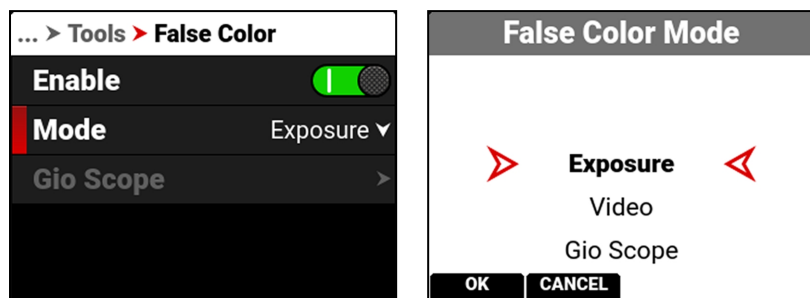 ... > Tools > False Color
Enable
Mode Exposure
Gio Scope
False Color Mode
Exposure
Video
Gio Scope
OK CANCEL